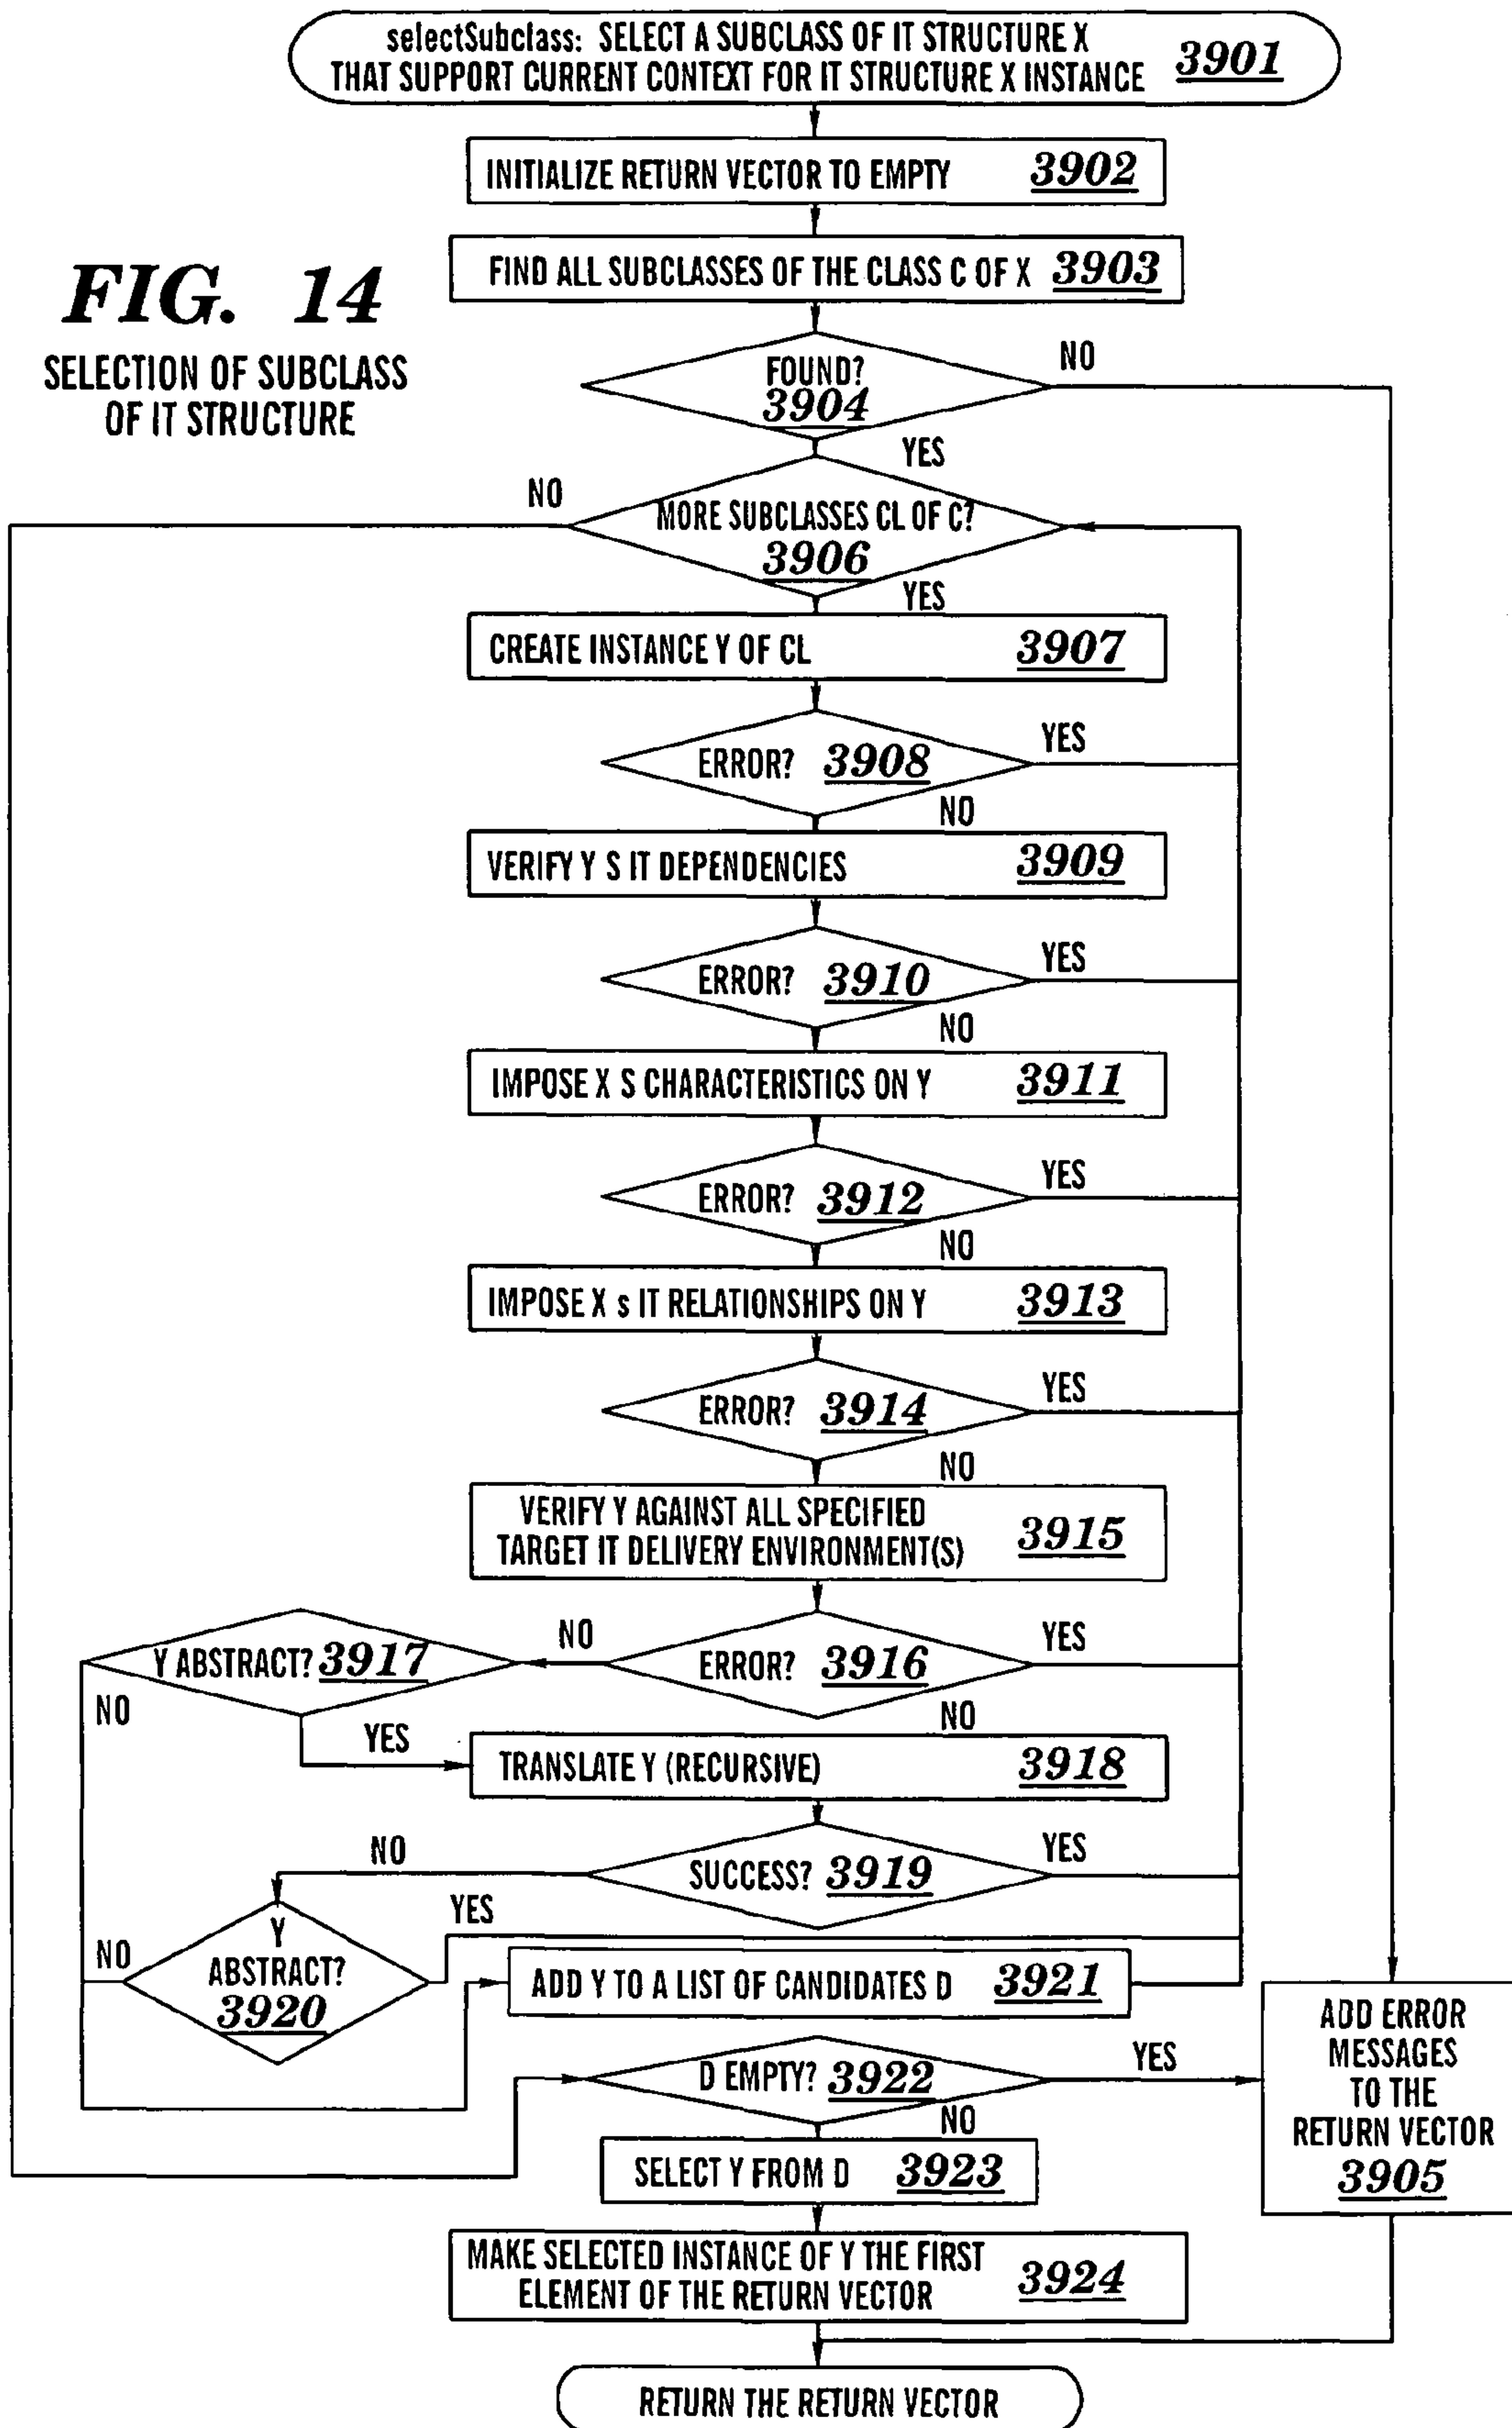 selectSubclass: SELECT A SUBCLASS OF IT STRUCTURE X
THAT SUPPORT CURRENT CONTEXT FOR IT STRUCTURE X INSTANCE
3901
INITIALIZE RETURN VECTOR TO EMPTY 3902
FIND ALL SUBCLASSES OF THE CLASS C OF X 3903
FIG. 14
SELECTION OF SUBCLASS
OF IT STRUCTURE
FOUND?
3904
NO
YES
MORE SUBCLASSES CL OF C?
3906
NO
YES
CREATE INSTANCE Y OF CL 3907
ERROR? 3908
YES
NO
VERIFY Y S IT DEPENDENCIES 3909
ERROR? 3910
YES
NO
IMPOSE X S CHARACTERISTICS ON Y 3911
ERROR? 3912
YES
NO
IMPOSE X s IT RELATIONSHIPS ON Y 3913
ERROR? 3914
YES
NO
VERIFY Y AGAINST ALL SPECIFIED
TARGET IT DELIVERY ENVIRONMENT(S)
3915
Y ABSTRACT? 3917
NO
ERROR? 3916
YES
NO
NO
YES
TRANSLATE Y (RECURSIVE) 3918
NO
SUCCESS? 3919
YES
YES
NO
Y
ABSTRACT?
3920
ADD Y TO A LIST OF CANDIDATES D 3921
D EMPTY? 3922
YES
NO
ADD ERROR
MESSAGES
TO THE
RETURN VECTOR
3905
SELECT Y FROM D 3923
MAKE SELECTED INSTANCE OF Y THE FIRST
ELEMENT OF THE RETURN VECTOR
3924
RETURN THE RETURN VECTOR